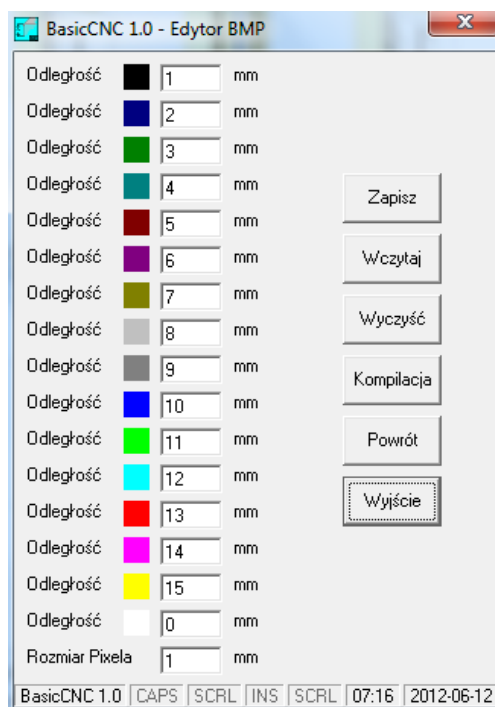 BasicCNC 1.0 - Edytor BMP
Odległość 1 mm
Odległość 2 mm
Odległość 3 mm
Odległość 4 mm
Odległość 5 mm
Odległość 6 mm
Odległość 7 mm
Odległość 8 mm
Odległość 9 mm
Odległość 10 mm
Odległość 11 mm
Odległość 12 mm
Odległość 13 mm
Odległość 14 mm
Odległość 15 mm
Odległość 0 mm
Rozmiar Pixela 1 mm
Zapisz
Wczytaj
Wyczyść
Kompilacja
Powrót
Wyjście
BasicCNC 1.0 CAPS SCRL INS SCRL 07:16 2012-06-12